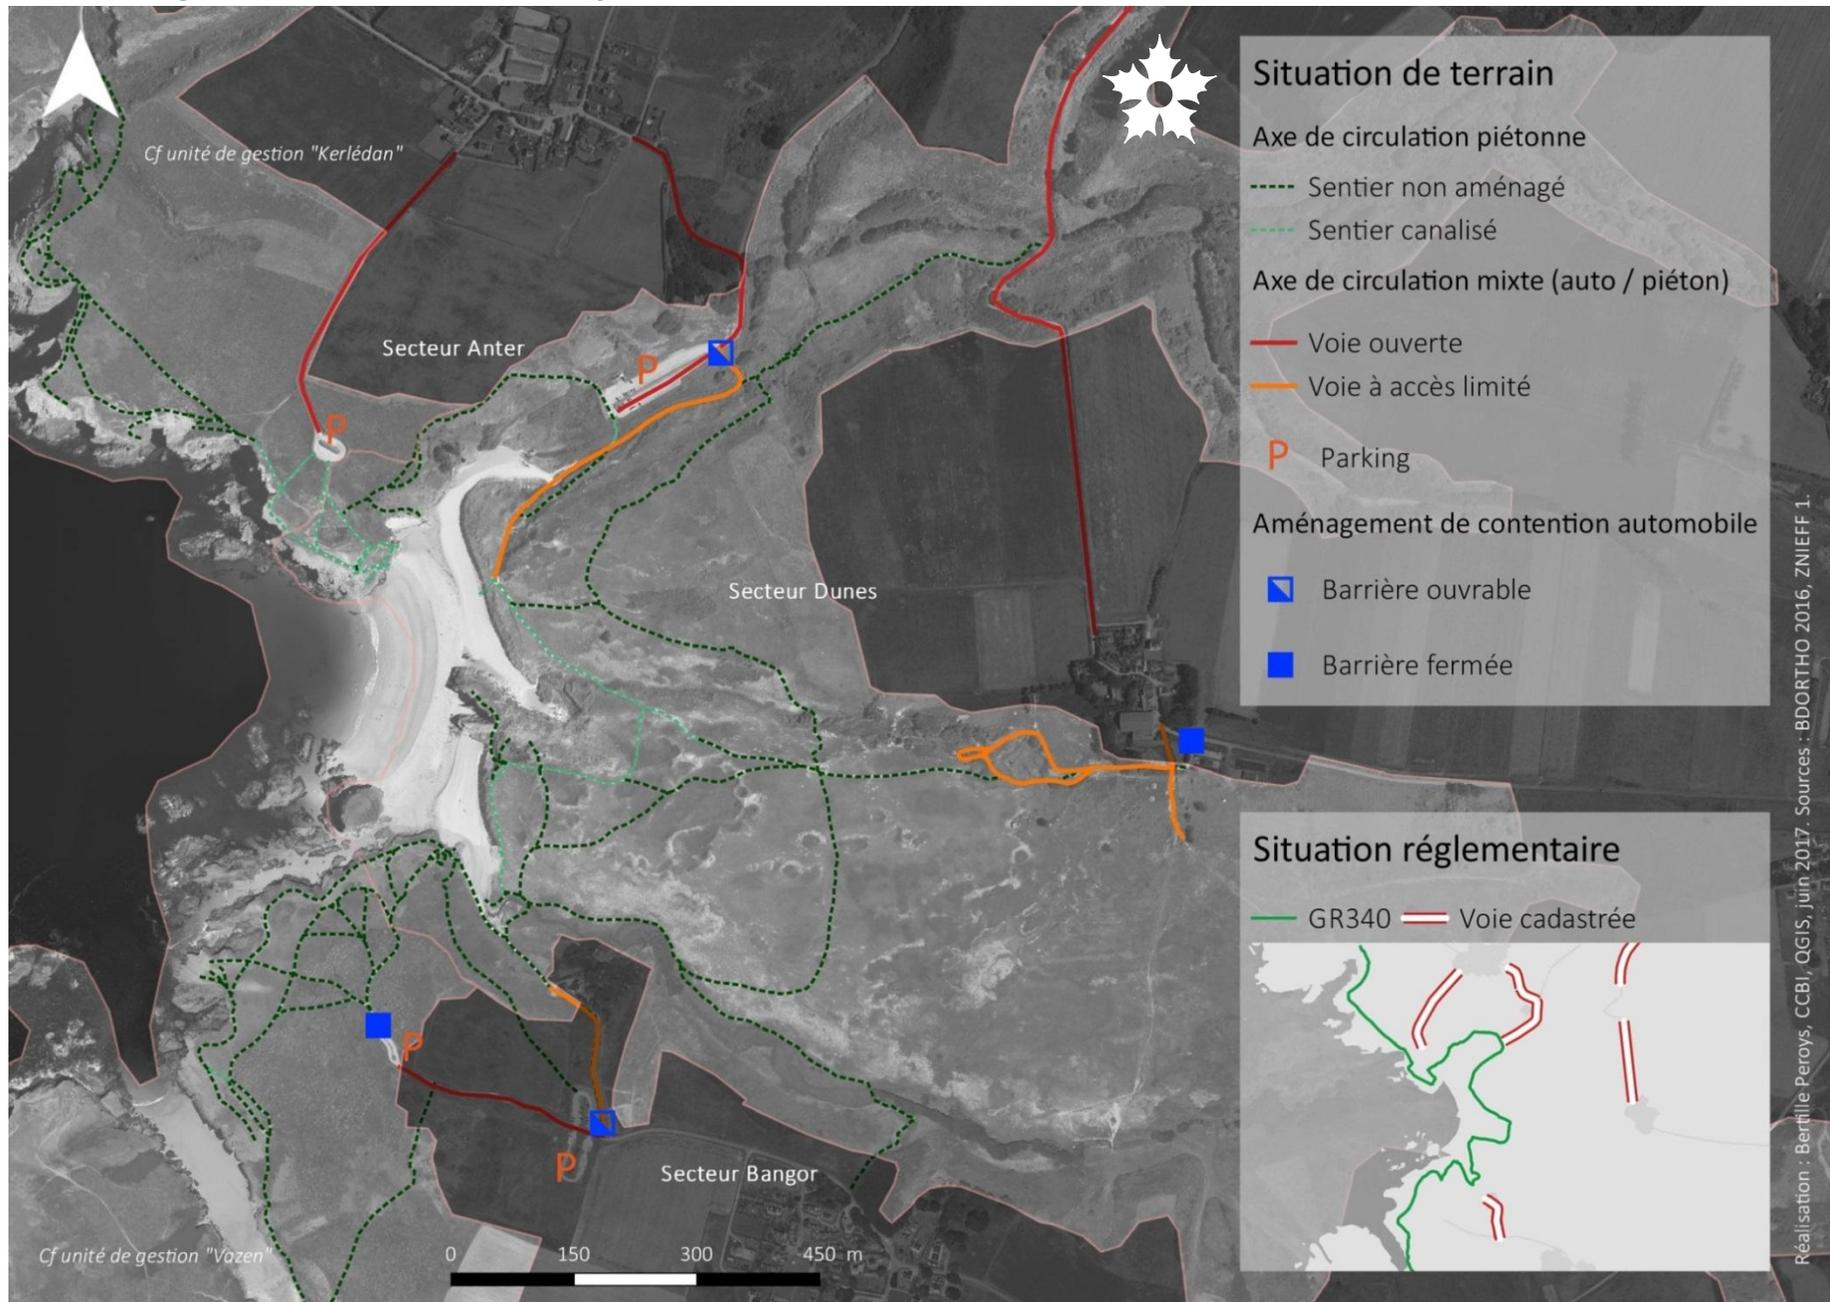 Cf unité de gestion "Kerlédan"
Secteur Anter
P
P
Secteur Dunes
P
P
Secteur Bangor
Cf unité de gestion "Vazen"
0 150 300 450 m
Situation de terrain
Axe de circulation piétonne
Sentier non aménagé
Sentier canalisé
Axe de circulation mixte (auto / piéton)
Voie ouverte
Voie à accès limité
P Parking
Aménagement de contention automobile
Barrière ouvrable
Barrière fermée
Situation réglementaire
GR340 Voie cadastrée
Réalisation : Bertille Peroys, CCBI, QGIS, juin 2017. Sources : BDORTHO 2016, ZNIEFF 1.